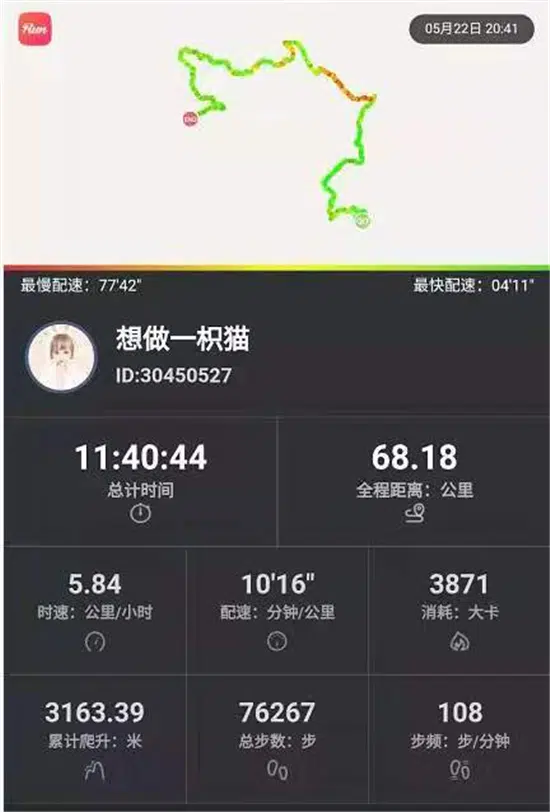 Run
05月22日 20:41
END
GO
最慢配速：77'42"
最快配速：04'11"
想做一枳猫
ID:30450527
11:40:44
总计时间
68.18
全程距离：公里
5.84
时速：公里/小时
10'16"
配速：分钟/公里
3871
消耗：大卡
3163.39
累计爬升：米
76267
总步数：步
108
步频：步/分钟